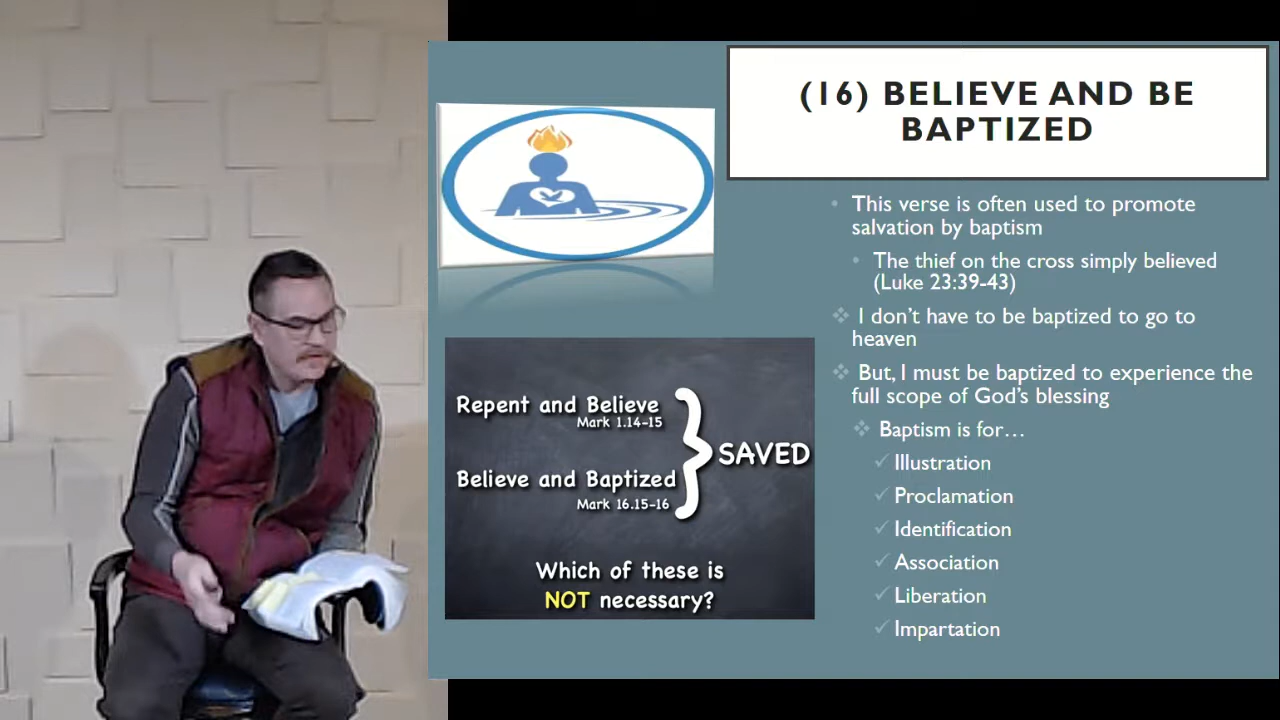 (16) BELIEVE AND BE
BAPTIZED
This verse is often used to promote
salvation by baptism
The thief on the cross simply believed
(Luke 23:39-43)
I don't have to be baptized to go to
heaven
But, I must be baptized to experience the
full scope of God's blessing
Baptism is for…
Illustration
Proclamation
Identification
Association
Liberation
Impartation
Repent and Believe
Mark 1.14-15
Believe and Baptized
Mark 16.15-16
SAVED
Which of these is
NOT necessary?